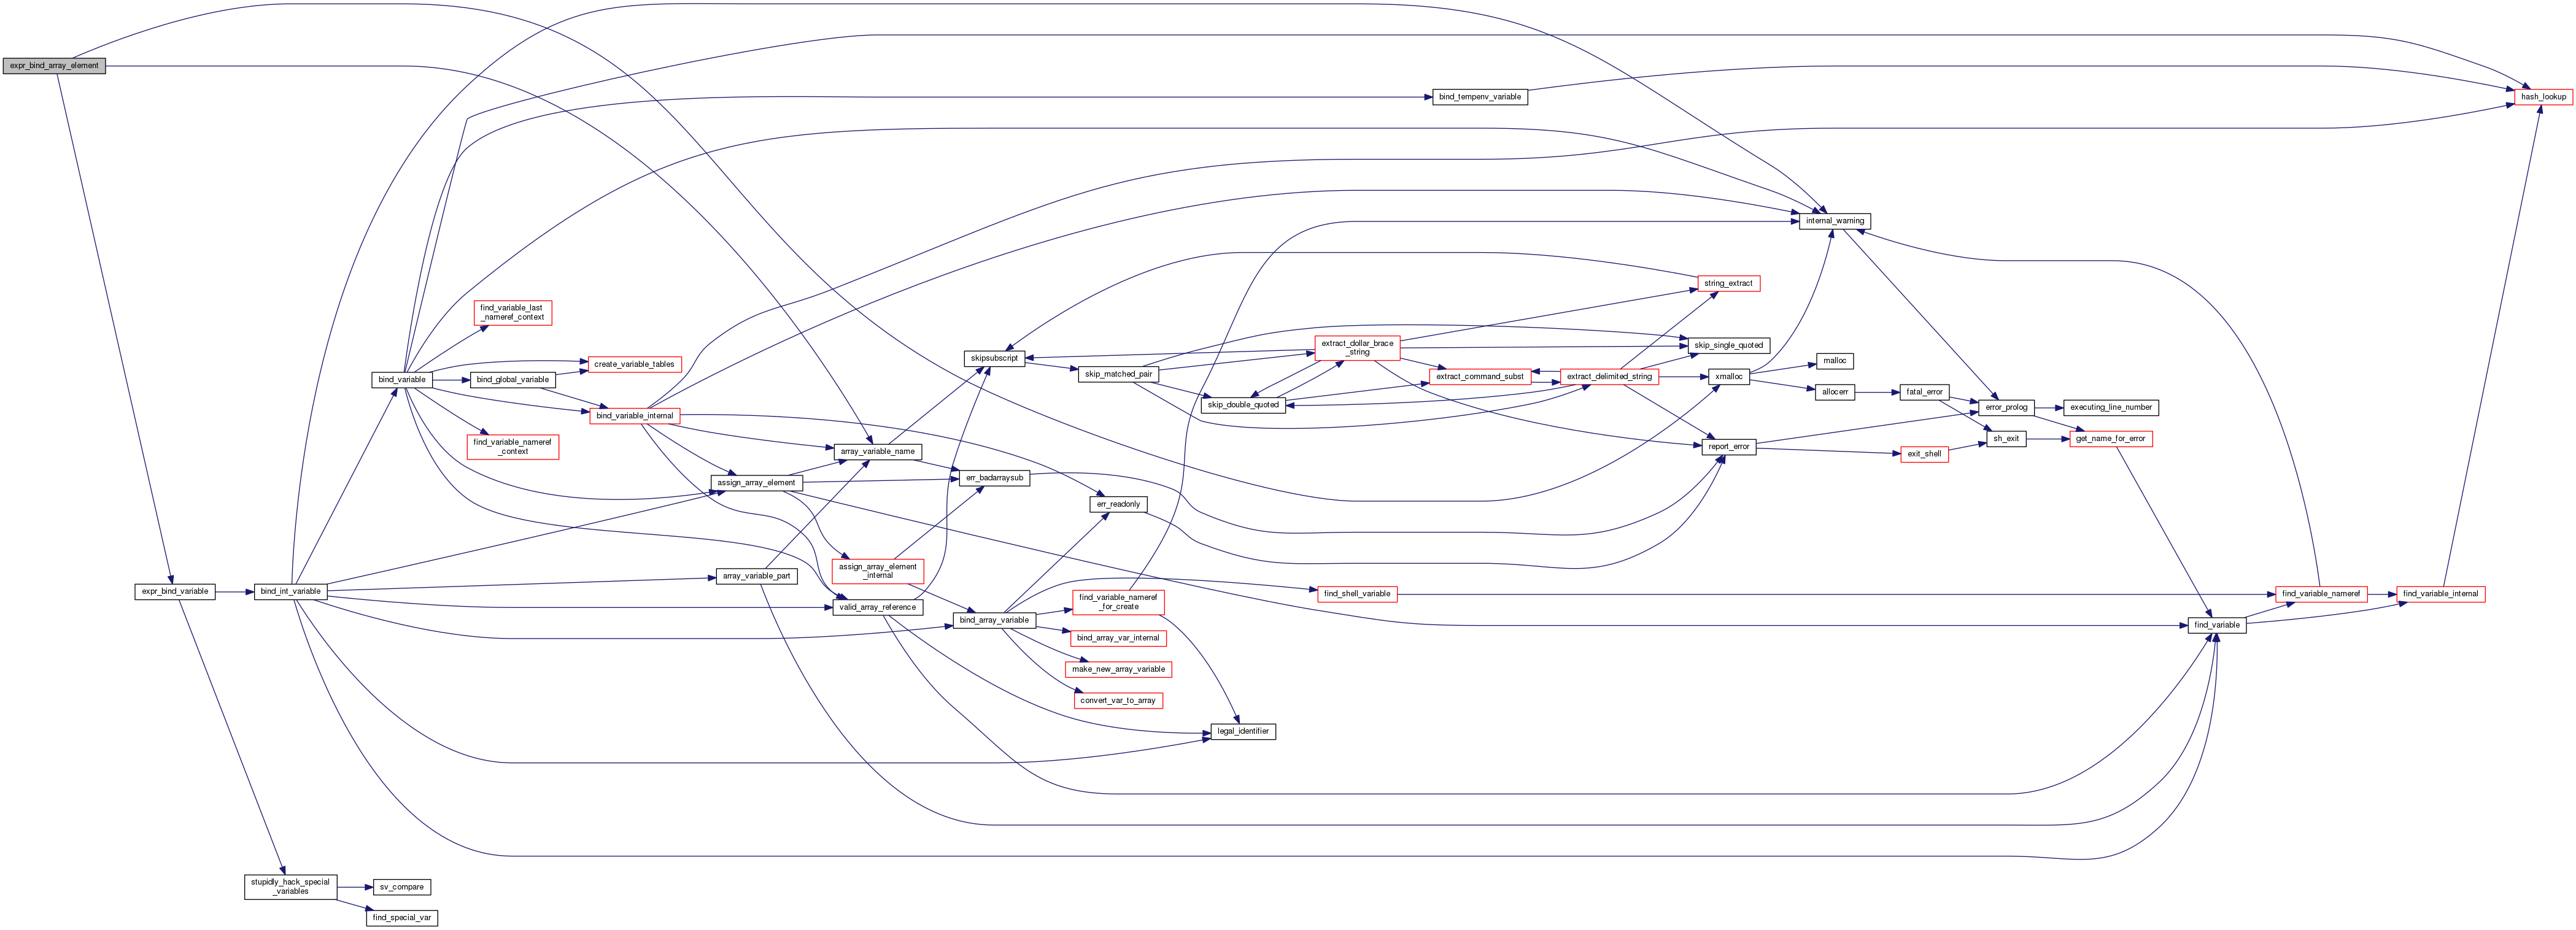 expr_bind_array_element
bind_tempenv_variable
hash_lookup
internal_warning
string_extract
find_variable_last
_nameref_context
extract_dollar_brace
_string
skip_single_quoted
skipsubscript
create_variable_tables
malloc
bind_variable
bind_global_variable
skip_matched_pair
extract_command_subst
extract_delimited_string
xmalloc
allocerr
fatal_error
skip_double_quoted
error_prolog
executing_line_number
bind_variable_internal
sh_exit
get_name_for_error
find_variable_nameref
_context
array_variable_name
report_error
exit_shell
assign_array_element
err_badarraysub
err_readonly
assign_array_element
_internal
array_variable_part
expr_bind_variable
bind_int_variable
find_variable_nameref
_for_create
find_shell_variable
find_variable_nameref
find_variable_internal
valid_array_reference
bind_array_variable
find_variable
bind_array_var_internal
make_new_array_variable
convert_var_to_array
legal_identifier
stupidly_hack_special
_variables
sv_compare
find_special_var